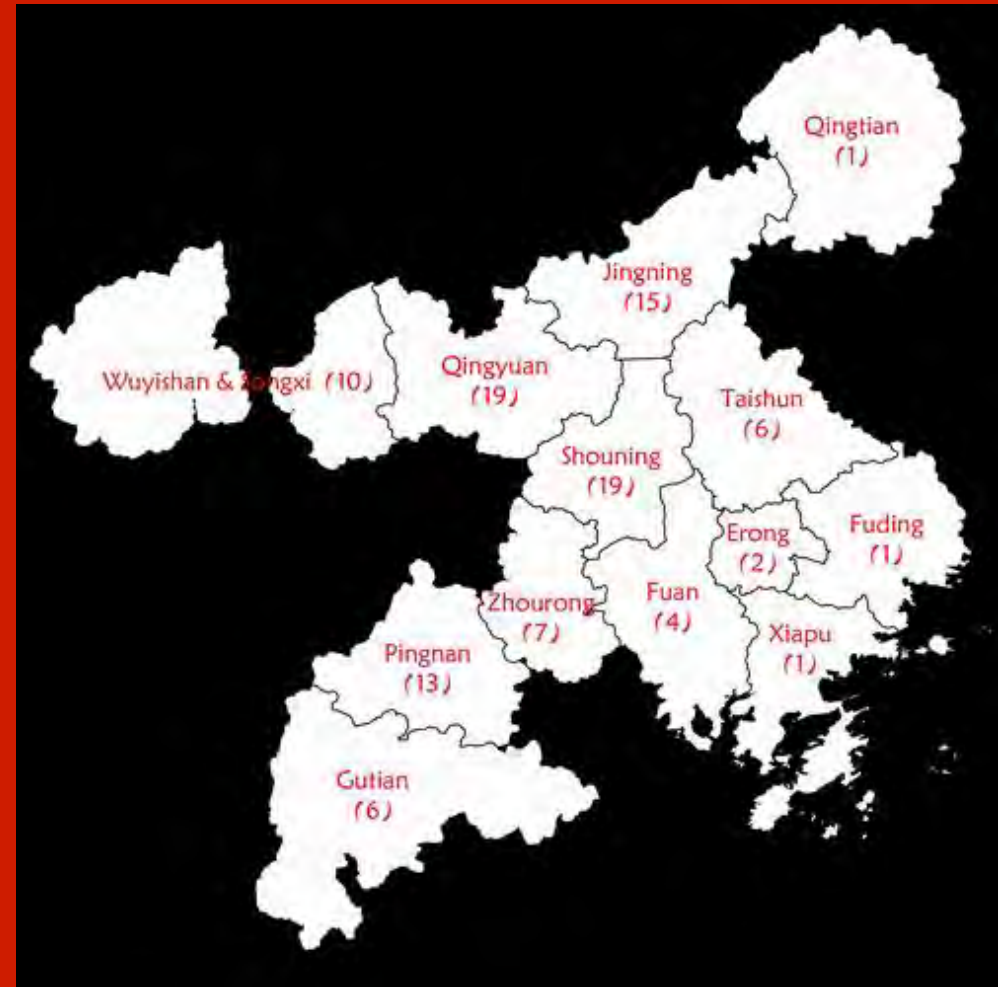 Qingtian
(1)
Jingning
(15)
Wuyishan & Songxi (10)
Qingyuan
(19)
Taishun
(6)
Shouning
(19)
Erong
(2)
Fuding
(1)
Zhourong
(7)
Fuan
(4)
Xiapu
(1)
Pingnan
(13)
Gutian
(6)